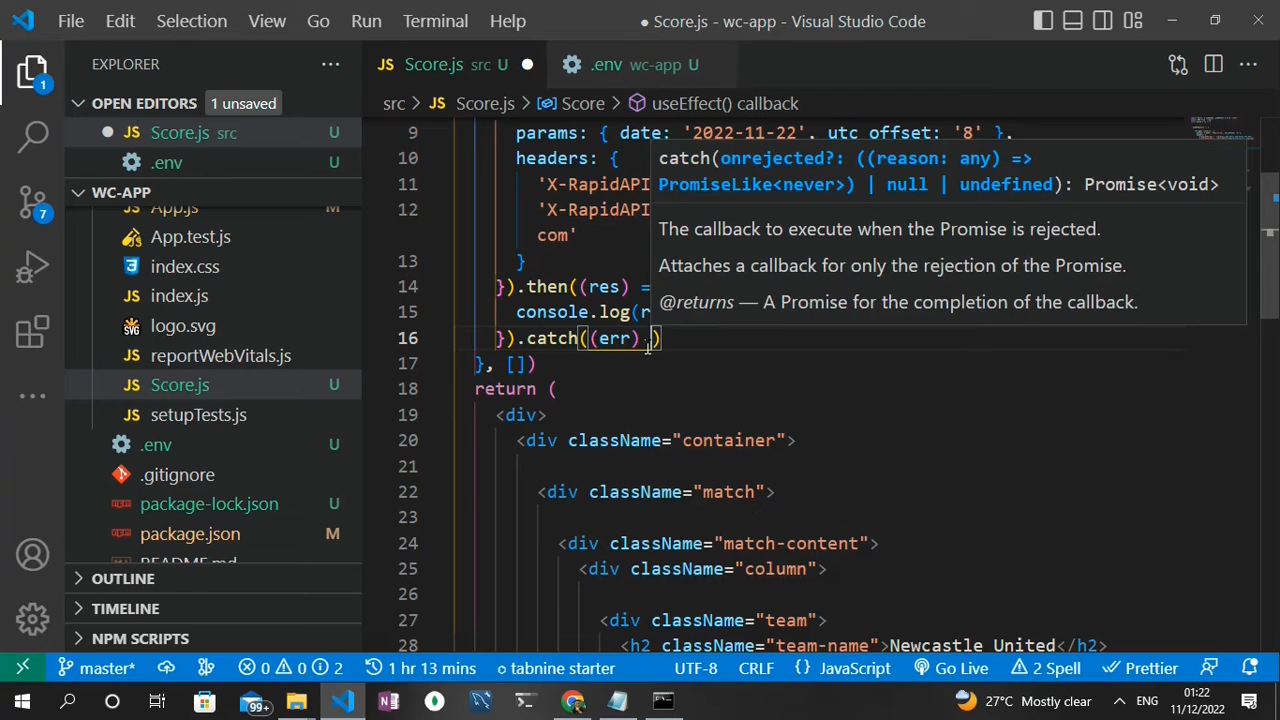 File Edit Selection View Go Run Terminal Help
● Score.js - wc-app - Visual Studio Code
EXPLORER
OPEN EDITORS 1 unsaved
JS Score.js src U
.env U
WC-APP
App.js M
App.test.js
index.css
JS index.js
logo.svg
JS reportWebVitals.js
JS Score.js U
JS setupTests.js
.env U
.gitignore
package-lock.json U
package.json M
README.md
OUTLINE
TIMELINE
NPM SCRIPTS
1
7
JS Score.js src U ●
.env wc-app U
src > JS Score.js > Score > useEffect() callback
9 params: { date: '2022-11-22', utc_offset: '8' },
10 headers: {
11 'X-RapidAPI
12 'X-RapidAPI
com'
13 }
14 }).then((res) =
15 console.log(r
16 }).catch((err) )
17 }, [])
18 return (
19 <div>
20 <div className="container">
21
22 <div className="match">
23
24 <div className="match-content">
25 <div className="column">
26
27 <div className="team">
28 <h2 className="team-name">Newcastle United</h2>
catch(onrejected?: ((reason: any) =>
PromiseLike<never>) | null | undefined): Promise<void>
The callback to execute when the Promise is rejected.
Attaches a callback for only the rejection of the Promise.
@returns — A Promise for the completion of the callback.
master* 0 0 2 1 hr 13 mins tabnine starter UTF-8 CRLF {} JavaScript Go Live 2 Spell Prettier
99+ 27°C Mostly clear ENG 01:22
11/12/2022